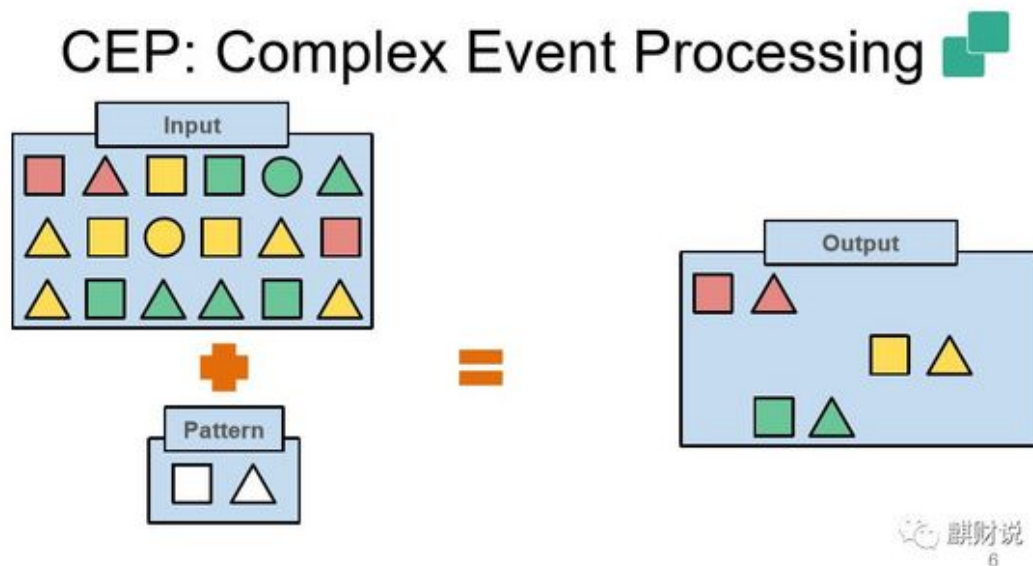 CEP: Complex Event Processing
Input
Output
Pattern
麒财说
6